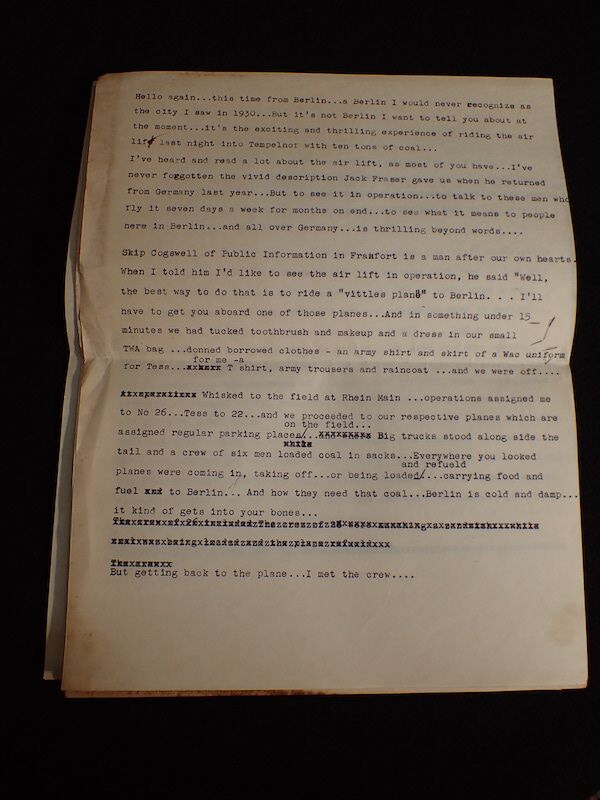 Hello again...this time from Berlin...a Berlin I would never recognize as
the city I saw in 1930...But it's not Berlin I want to tell you about at
the moment...it's the exciting and thrilling experience of riding the air
lift last night into Tempelhof with ten tons of coal...
I've heard and read a lot about the air lift, as most of you have...I've
never foggotten the vivid description Jack Fraser gave us when he returned
from Germany last year...But to see it in operation...to talk to these men who
fly it seven days a week for months on end...to see what it means to people
here in Berlin...and all over Germany...is thrilling beyond words....
Skip Cogswell of Public Information in Franfort is a man after our own hearts.
When I told him I'd like to see the air lift in operation, he said "Well,
the best way to do that is to ride a "vittles plane" to Berlin. . . I'll
have to get you aboard one of those planes...And in something under 15
minutes we had tucked toothbrush and makeup and a dress in our small
TWA bag ...donned borrowed clothes - an army shirt and skirt of a Wac uniform
for me -a
for Tess... T shirt, army trousers and raincoat ...and we were off....
Whisked to the field at Rhein Main ...operations assigned me
to No 26...Tess to 22...and we proceeded to our respective planes which are
on the field...
assigned regular parking places/... Big trucks stood along side the
tail and a crew of six men loaded coal in sacks...Everywhere you looked
and refueld
planes were coming in, taking off...or being loaded/...carrying food and
fuel to Berlin... And how they need that coal...Berlin is cold and damp...
it kind of gets into your bones...
But getting back to the plane...I met the crew....